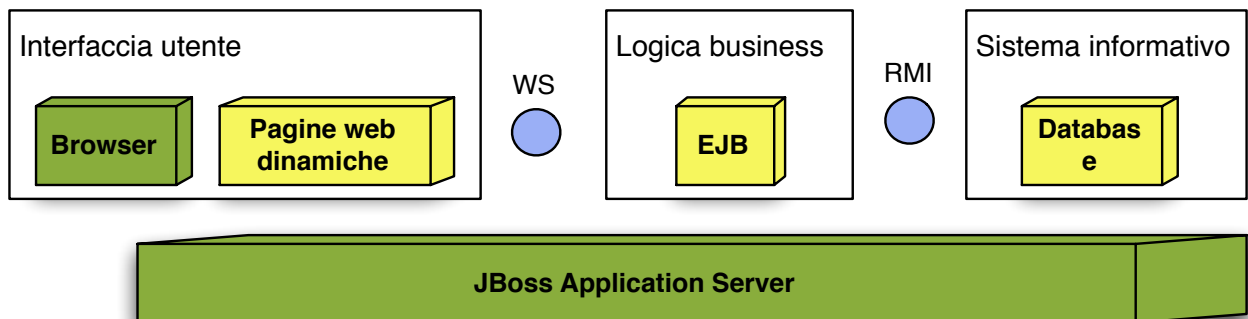 Interfaccia utente
Browser
Pagine web
dinamiche
WS
Logica business
EJB
RMI
Sistema informativo
Databas
e
JBoss Application Server